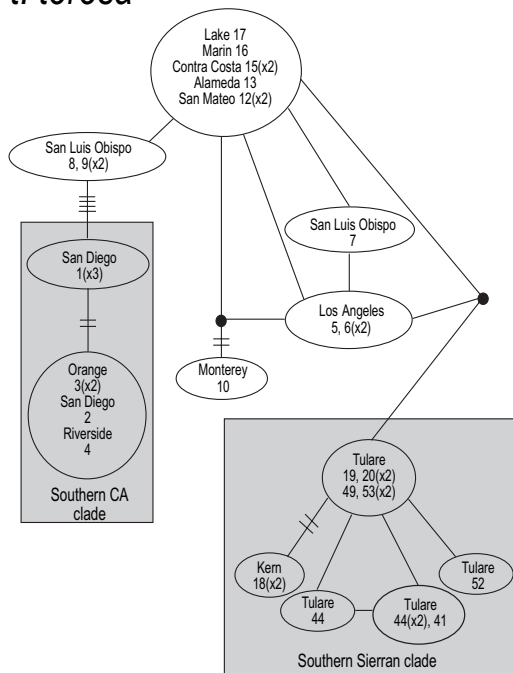 Lake 17
Marin 16
Contra Costa 15(x2)
Alameda 13
San Mateo 12(x2)
San Luis Obispo
8, 9(x2)
San Luis Obispo
7
San Diego
1(x3)
Los Angeles
5, 6(x2)
Orange
3(x2)
San Diego
2
Riverside
4
Monterey
10
Southern CA
clade
Tulare
19, 20(x2)
49, 53(x2)
Kern
18(x2)
Tulare
44
Tulare
44(x2), 41
Tulare
52
Southern Sierran clade